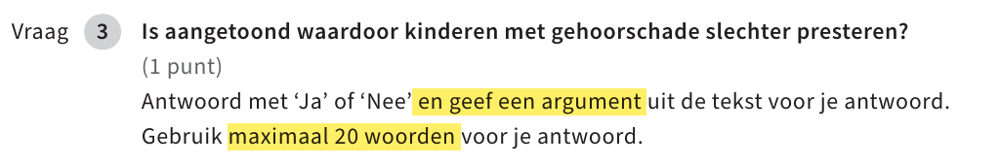 Vraag 3 Is aangetoond waardoor kinderen met gehoorschade slechter presteren?
(1 punt)
Antwoord met ‘Ja’ of ‘Nee’ en geef een argument uit de tekst voor je antwoord.
Gebruik maximaal 20 woorden voor je antwoord.